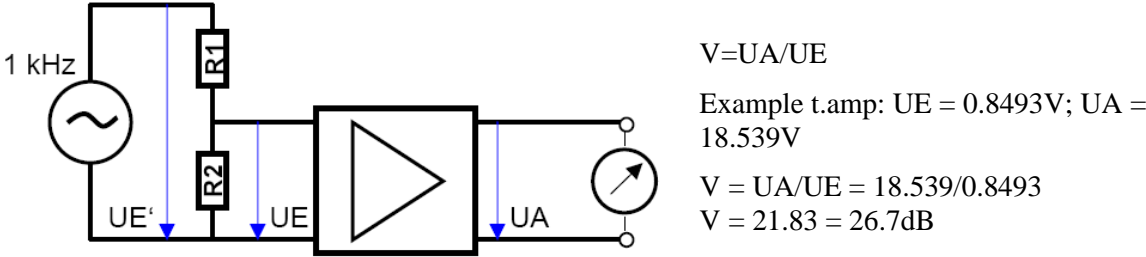 1 kHz
R1
R2
UE‘
UE
UA
V=UA/UE
Example t.amp: UE = 0.8493V; UA =
18.539V
V = UA/UE = 18.539/0.8493
V = 21.83 = 26.7dB